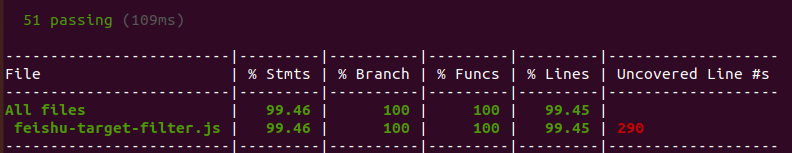 51 passing (109ms)
-------------------------|---------|----------|---------|---------|-------------------
File                     | % Stmts | % Branch | % Funcs | % Lines | Uncovered Line #s
-------------------------|---------|----------|---------|---------|-------------------
All files                |   99.46 |      100 |     100 |   99.45 |
 feishu-target-filter.js |   99.46 |      100 |     100 |   99.45 | 290
-------------------------|---------|----------|---------|---------|-------------------